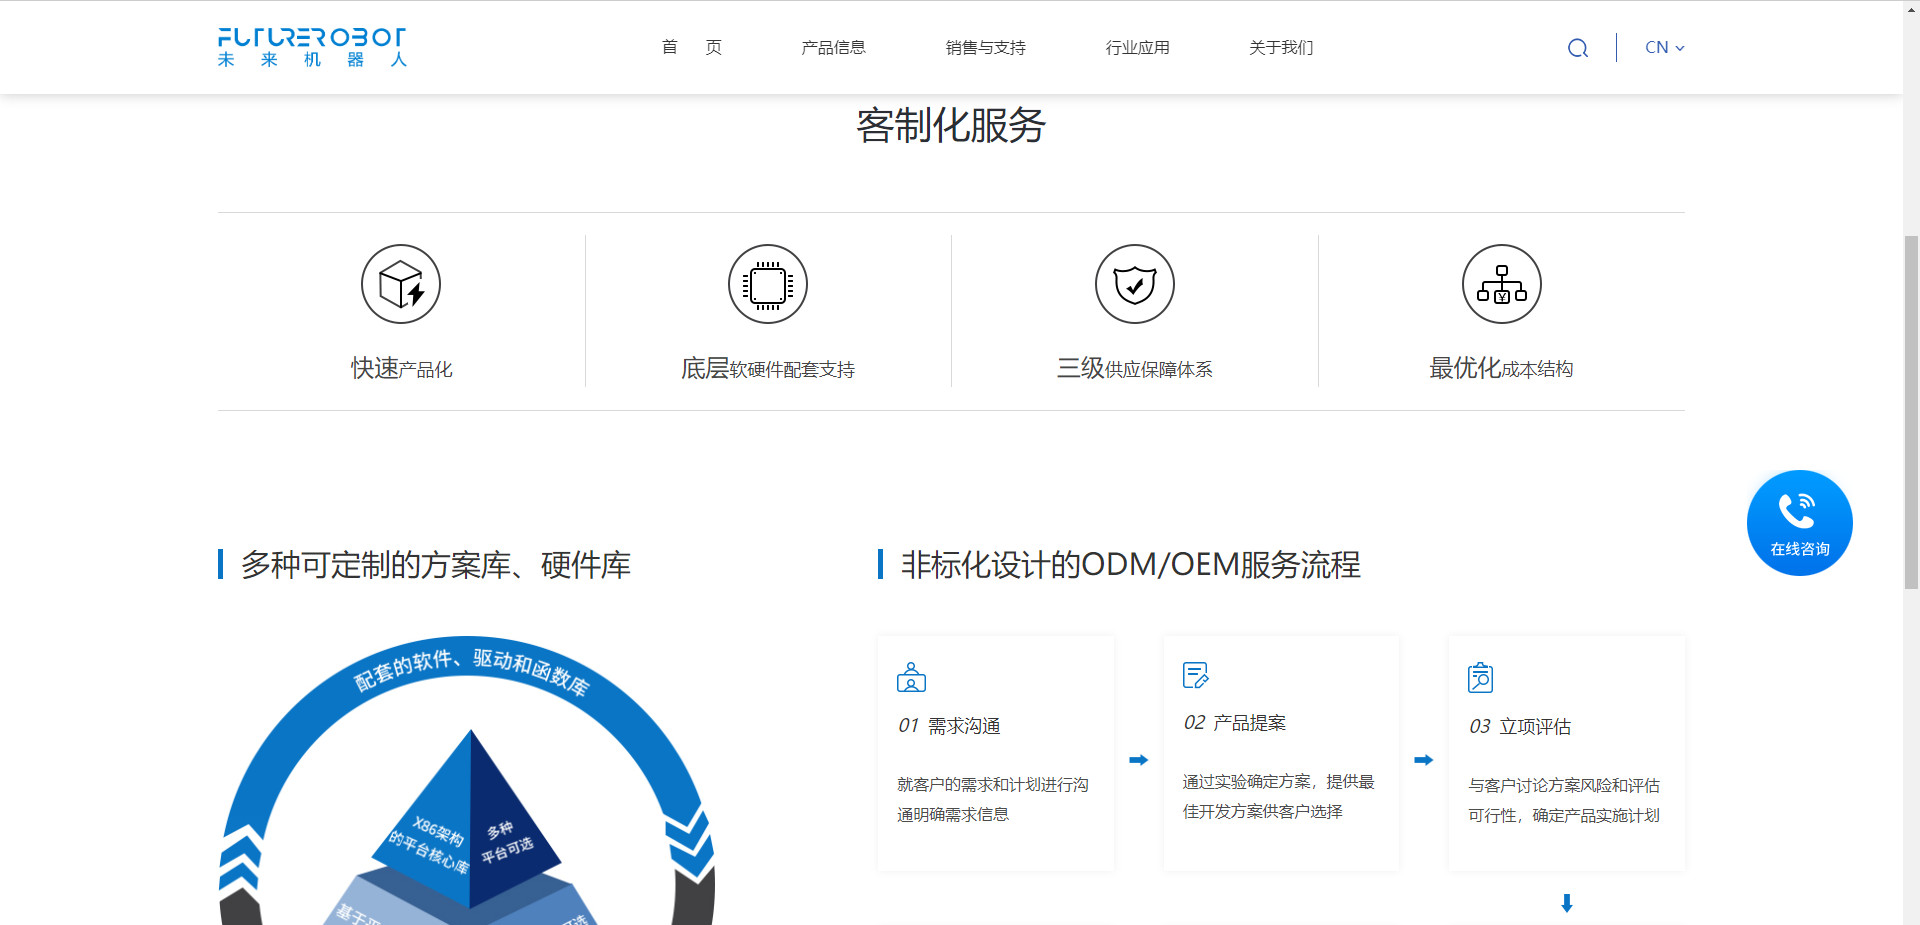 FUTUREROBOT
未来机器人
首 页
产品信息
销售与支持
行业应用
关于我们
CN
客制化服务
快速产品化
底层软硬件配套支持
三级供应保障体系
最优化成本结构
¥
在线咨询
多种可定制的方案库、硬件库
配套的软件、驱动和函数库
X86架构
的平台核心库
多种
平台可选
基于
可选
非标化设计的ODM/OEM服务流程
01 需求沟通
就客户的需求和计划进行沟
通明确需求信息
02 产品提案
通过实验确定方案，提供最
佳开发方案供客户选择
03 立项评估
与客户讨论方案风险和评估
可行性，确定产品实施计划